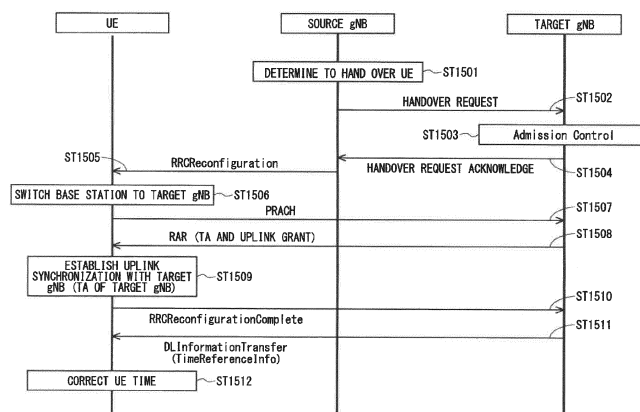 UE
SOURCE gNB
TARGET gNB
DETERMINE TO HAND OVER UE
ST1501
HANDOVER REQUEST
ST1502
ST1503
Admission Control
ST1505
RRCReconfiguration
HANDOVER REQUEST ACKNOWLEDGE
ST1504
SWITCH BASE STATION TO TARGET gNB
ST1506
PRACH
ST1507
RAR (TA AND UPLINK GRANT)
ST1508
ESTABLISH UPLINK
SYNCHRONIZATION WITH TARGET
gNB (TA OF TARGET gNB)
ST1509
RRCReconfigurationComplete
ST1510
ST1511
DLInformationTransfer
(TimeReferenceInfo)
CORRECT UE TIME
ST1512